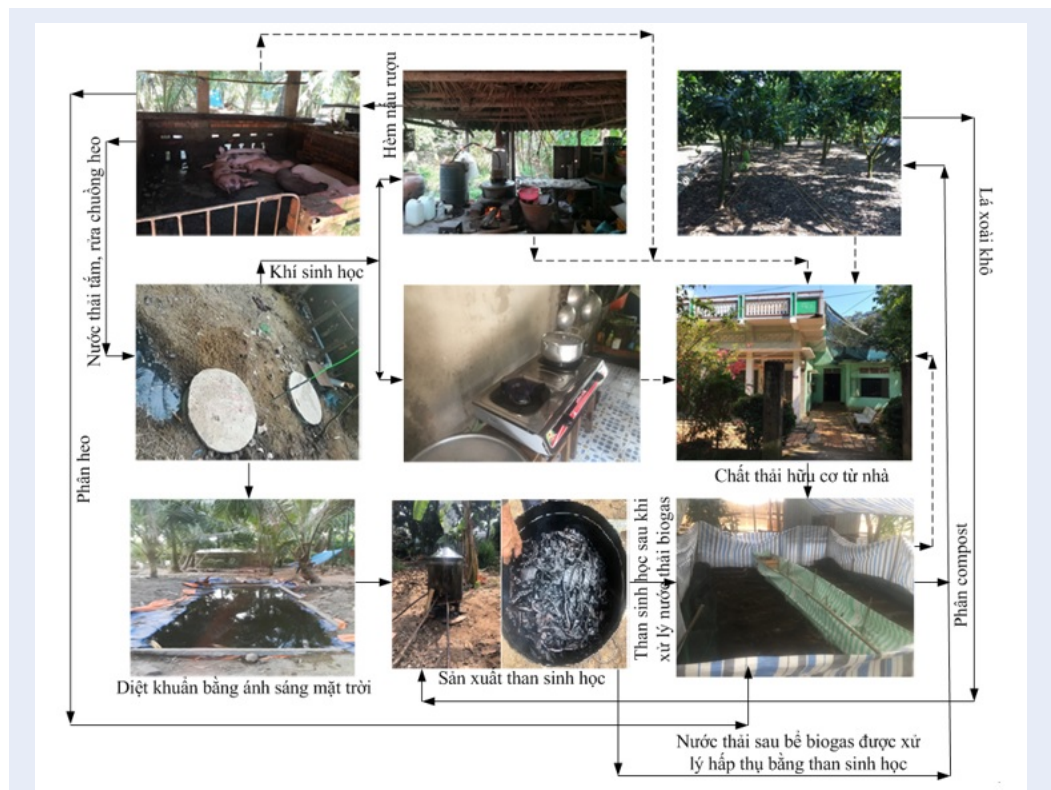 Hèm nấu rượu
Nước thải tắm, rửa chuồng heo
Khí sinh học
Lá xoài khô
Chất thải hữu cơ từ nhà
Phân heo
Than sinh học sau khi
xử lý nước thải biogas
Phân compost
Diệt khuẩn bằng ánh sáng mặt trời
Sản xuất than sinh học
Nước thải sau bể biogas được xử
lý hấp thụ bằng than sinh học